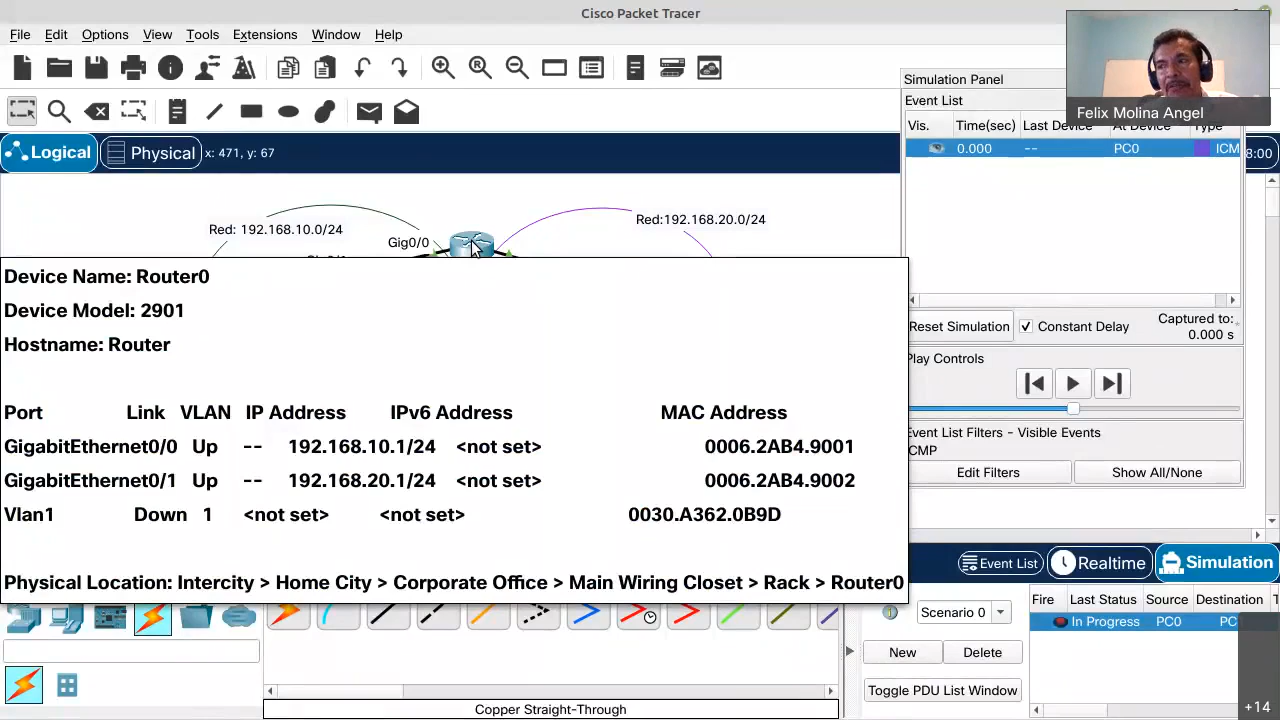 Cisco Packet Tracer
File Edit Options View Tools Extensions Window Help
Felix Molina Angel
Simulation Panel
Event List
Vis. Time(sec) Last Device At Device Type
0.000 -- PC0 ICM
Logical Physical x: 471, y: 67
8:00
Red: 192.168.10.0/24
Gig0/0
Red:192.168.20.0/24
Device Name: Router0
Device Model: 2901
Hostname: Router
Port Link VLAN IP Address IPv6 Address MAC Address
GigabitEthernet0/0 Up -- 192.168.10.1/24 <not set> 0006.2AB4.9001
GigabitEthernet0/1 Up -- 192.168.20.1/24 <not set> 0006.2AB4.9002
Vlan1 Down 1 <not set> <not set> 0030.A362.0B9D
Physical Location: Intercity > Home City > Corporate Office > Main Wiring Closet > Rack > Router0
Reset Simulation Constant Delay Captured to:
0.000 s
Play Controls
Event List Filters - Visible Events
CMP
Edit Filters Show All/None
Event List Realtime Simulation
Scenario 0
New Delete
Toggle PDU List Window
Fire Last Status Source Destination T
In Progress PC0 PC
+14
Copper Straight-Through